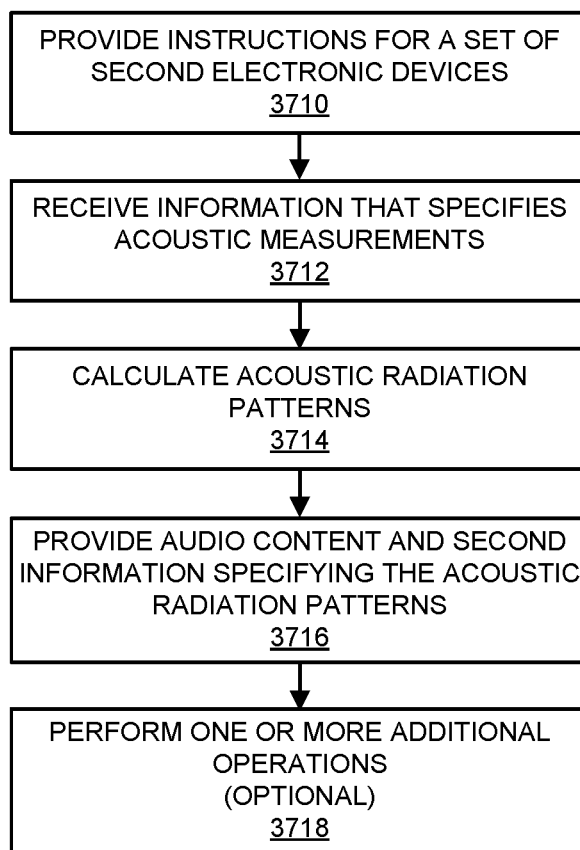 PROVIDE INSTRUCTIONS FOR A SET OF
SECOND ELECTRONIC DEVICES
3710
RECEIVE INFORMATION THAT SPECIFIES
ACOUSTIC MEASUREMENTS
3712
CALCULATE ACOUSTIC RADIATION
PATTERNS
3714
PROVIDE AUDIO CONTENT AND SECOND
INFORMATION SPECIFYING THE ACOUSTIC
RADIATION PATTERNS
3716
PERFORM ONE OR MORE ADDITIONAL
OPERATIONS
(OPTIONAL)
3718